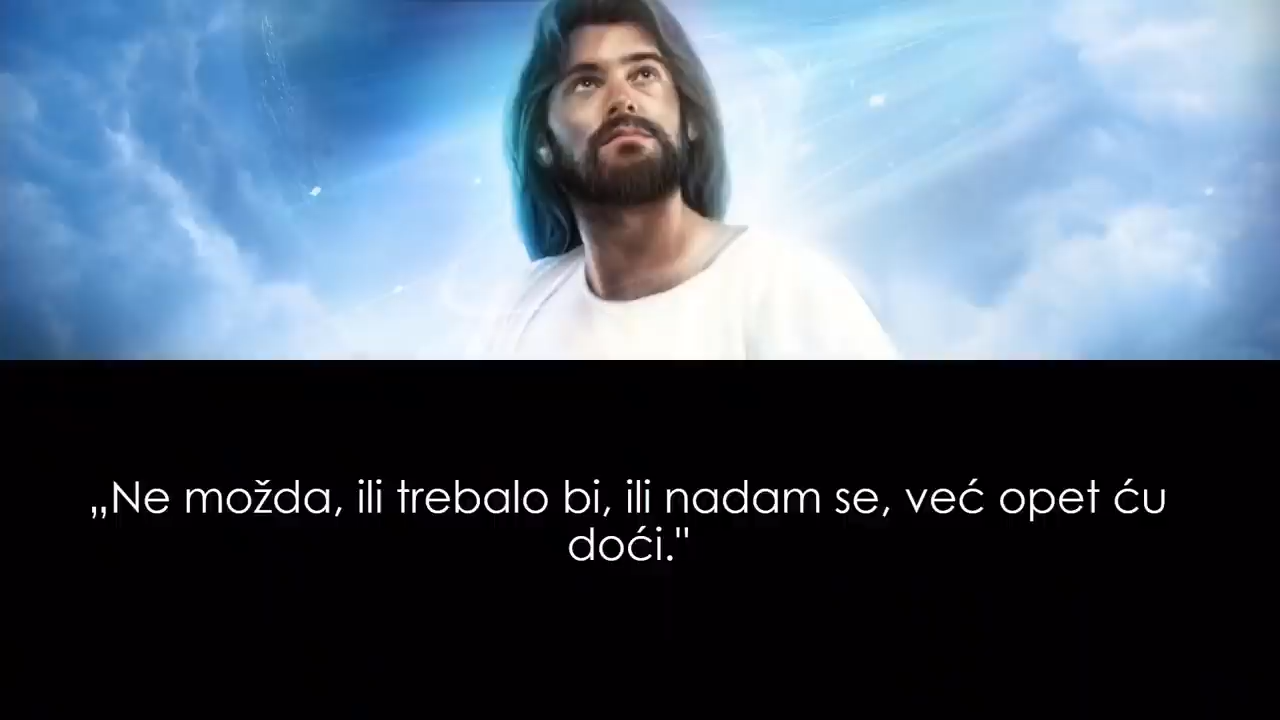 „Ne možda, ili trebalo bi, ili nadam se, već opet ću
doći."